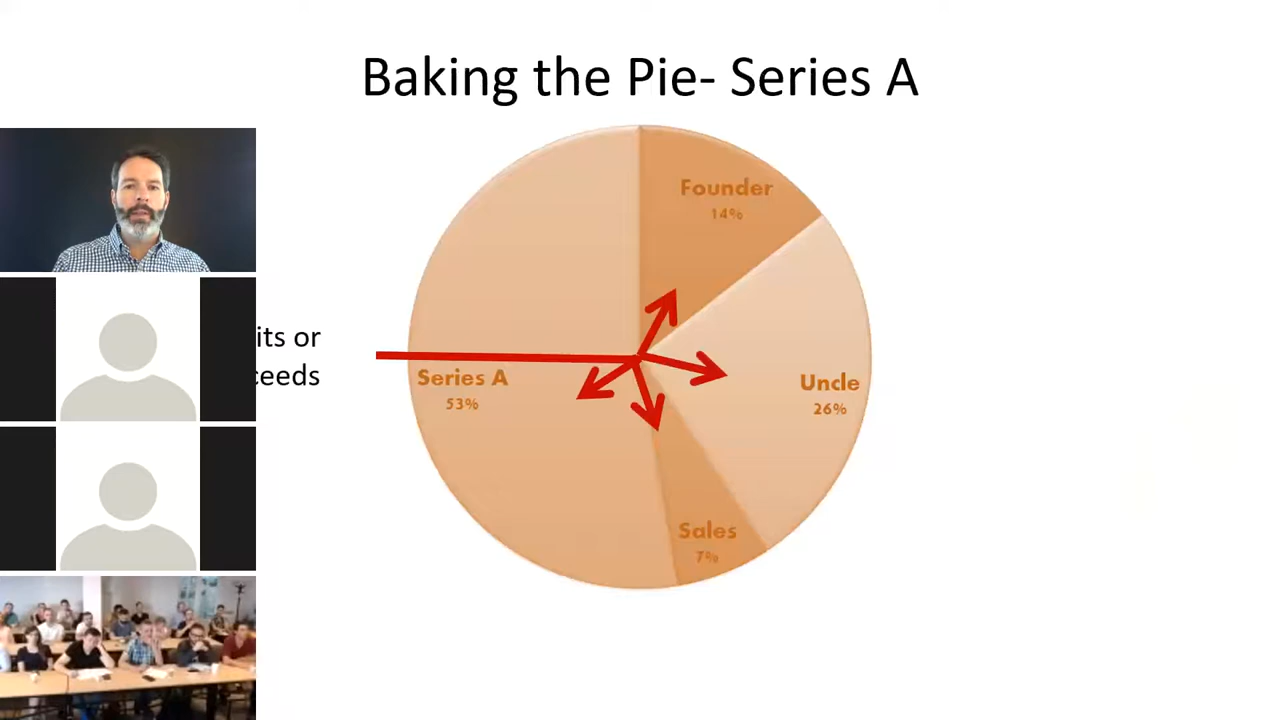 Baking the Pie- Series A
Founder
14%
its or
ceeds
Series A
53%
Uncle
26%
Sales
7%